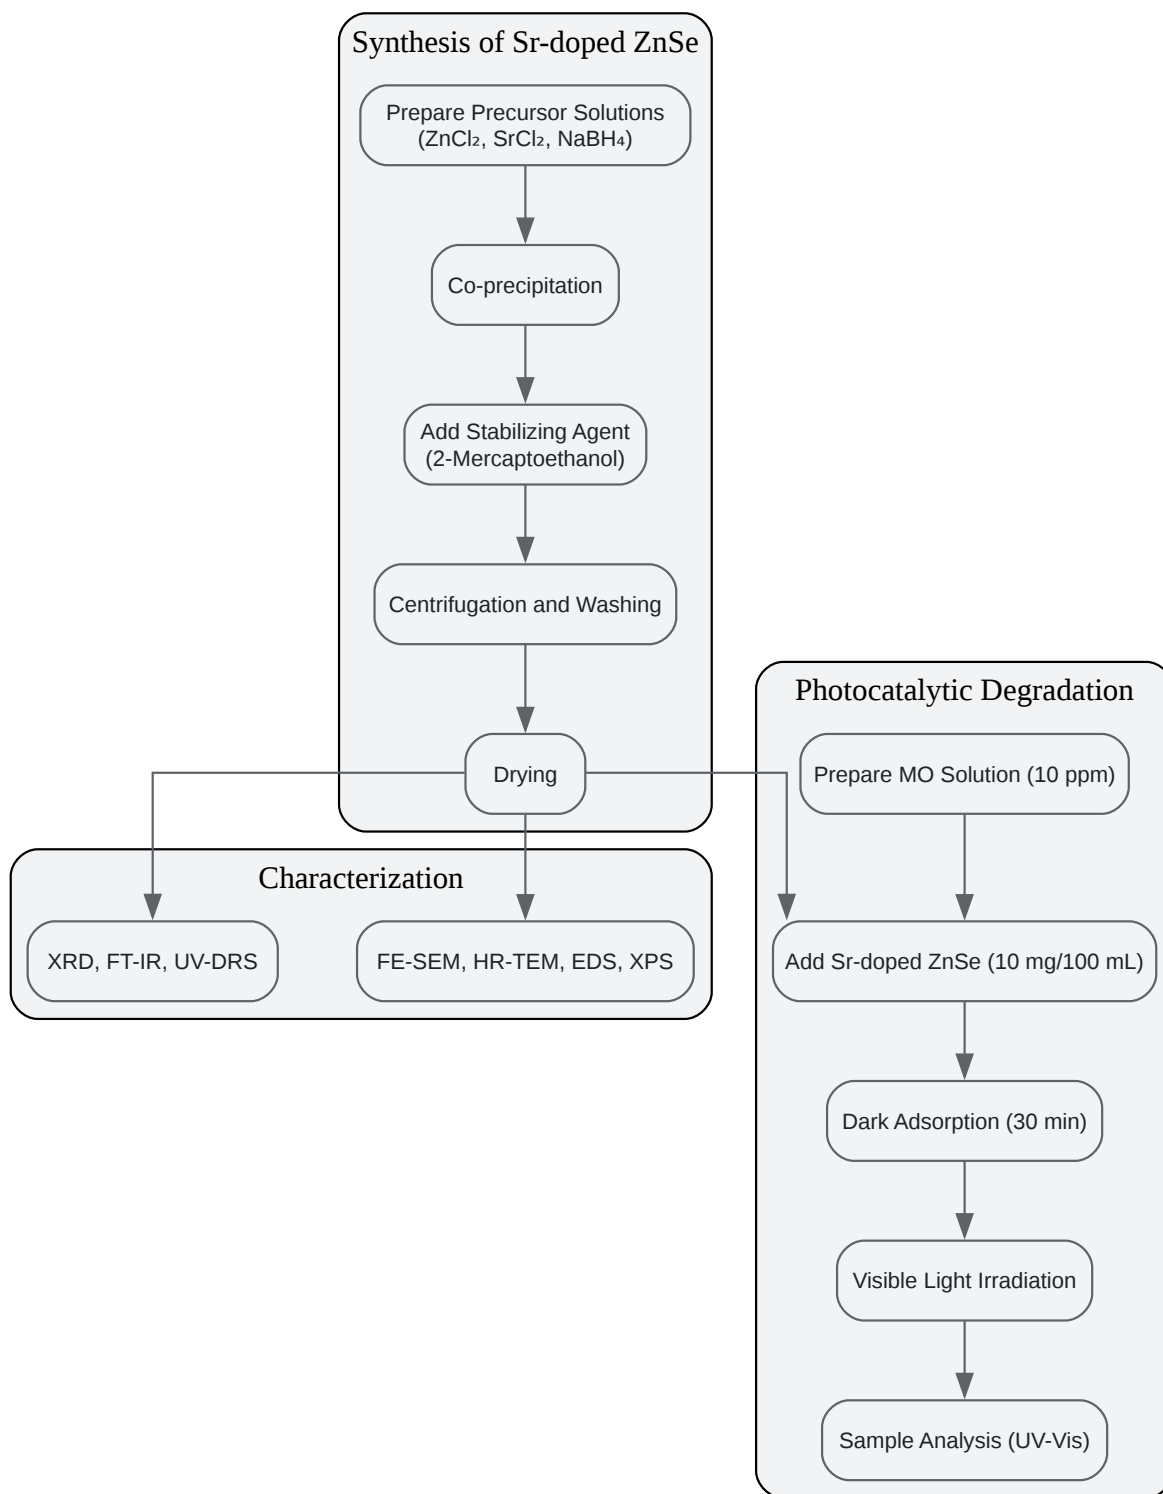 Synthesis of Sr-doped ZnSe
Prepare Precursor Solutions
(ZnCl₂, SrCl₂, NaBH₄)
Co-precipitation
Add Stabilizing Agent
(2-Mercaptoethanol)
Centrifugation and Washing
Drying
Characterization
XRD, FT-IR, UV-DRS
FE-SEM, HR-TEM, EDS, XPS
Photocatalytic Degradation
Prepare MO Solution (10 ppm)
Add Sr-doped ZnSe (10 mg/100 mL)
Dark Adsorption (30 min)
Visible Light Irradiation
Sample Analysis (UV-Vis)